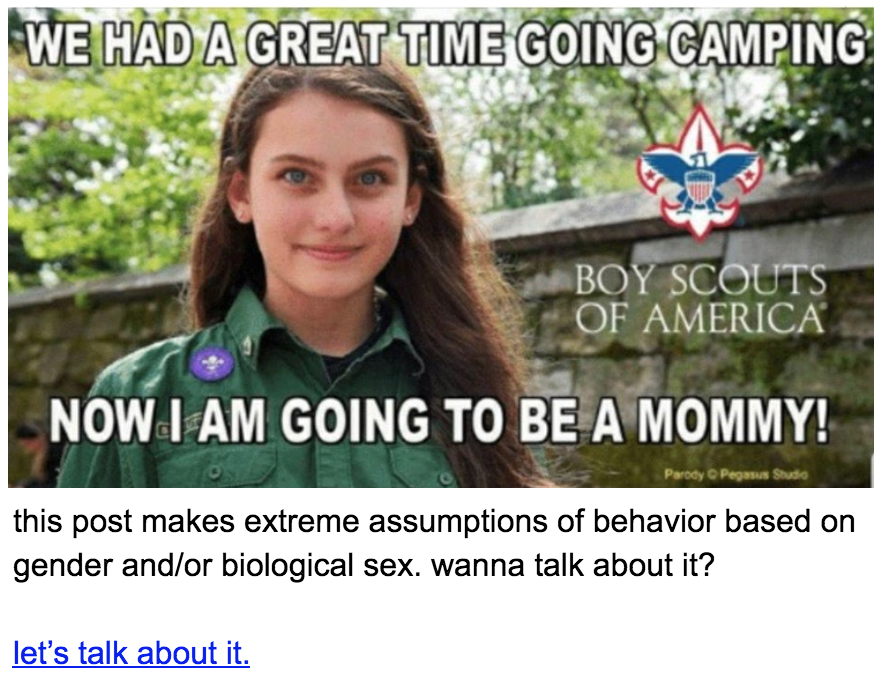 WE HAD A GREAT TIME GOING CAMPING
BOY SCOUTS
OF AMERICA
NOW I AM GOING TO BE A MOMMY!
Parody © Pegasus Studio
this post makes extreme assumptions of behavior based on
gender and/or biological sex. wanna talk about it?
let’s talk about it.